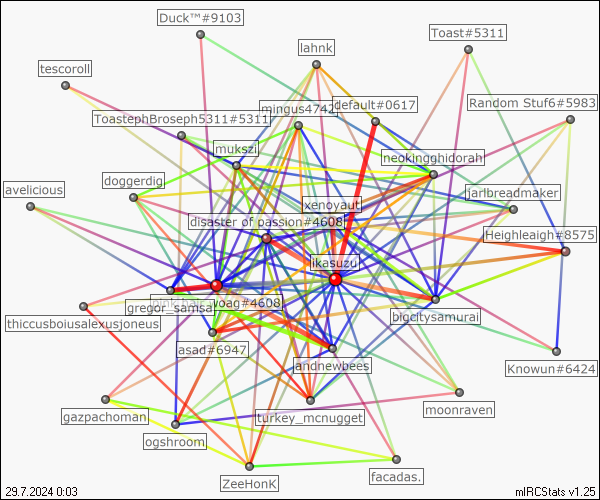 Duck™#9103
Toast#5311
lahnk
tescoroll
default#0617
Random Stuf6#5983
mingus4742
ToastephBroseph5311#5311
mukszi
neokingghidorah
doggerdig
avelicious
jarlbreadmaker
xenoyaut
disaster of passion#4608
Heighleaigh#8575
ikasuzu
yoag#4608
gregor_samsa
bigcitysamurai
thiccusboiusalexusjoneus
asad#6947
andnewbees
Knowun#6424
gazpachoman
turkey_mcnugget
moonraven
ogshroom
facadas.
ZeeHonK
29.7.2024 0:03
mIRCStats v1.25